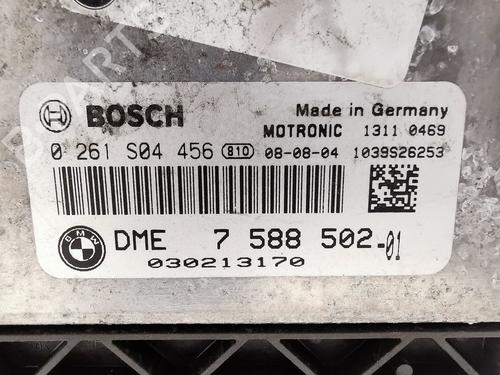 BOSCH Made in Germany
MOTRONIC 1311 0469
0 261 S04 456 810 08-08-04 1039S26253
BMW DME 7 588 502-01
030213170